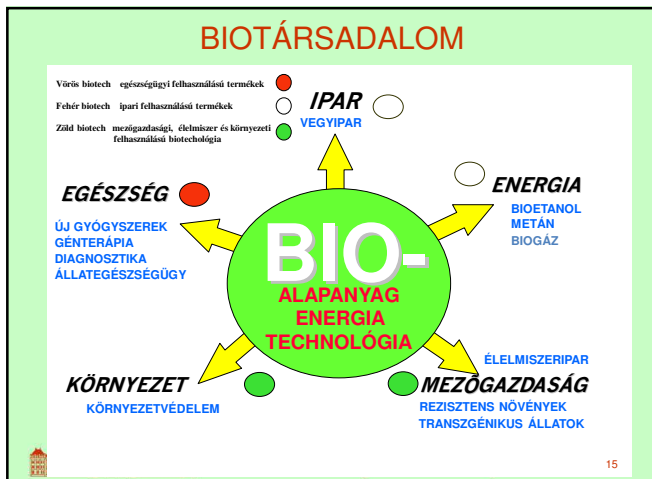 BIOTÁRSADALOM
Vörös biotech egészségügyi felhasználású termékek
Fehér biotech ipari felhasználású termékek
Zöld biotech mezőgazdasági, élelmiszer és környezeti
felhasználású biotechológia
IPAR
VEGYIPAR
EGÉSZSÉG
ÚJ GYÓGYSZEREK
GÉNTERÁPIA
DIAGNOSZTIKA
ÁLLATEGÉSZSÉGÜGY
ENERGIA
BIOETANOL
METÁN
BIOGÁZ
BIO-
ALAPANYAG
ENERGIA
TECHNOLÓGIA
KÖRNYEZET
KÖRNYEZETVÉDELEM
ÉLELMISZERIPAR
MEZŐGAZDASÁG
REZISZTENS NÖVÉNYEK
TRANSZGÉNIKUS ÁLLATOK
15